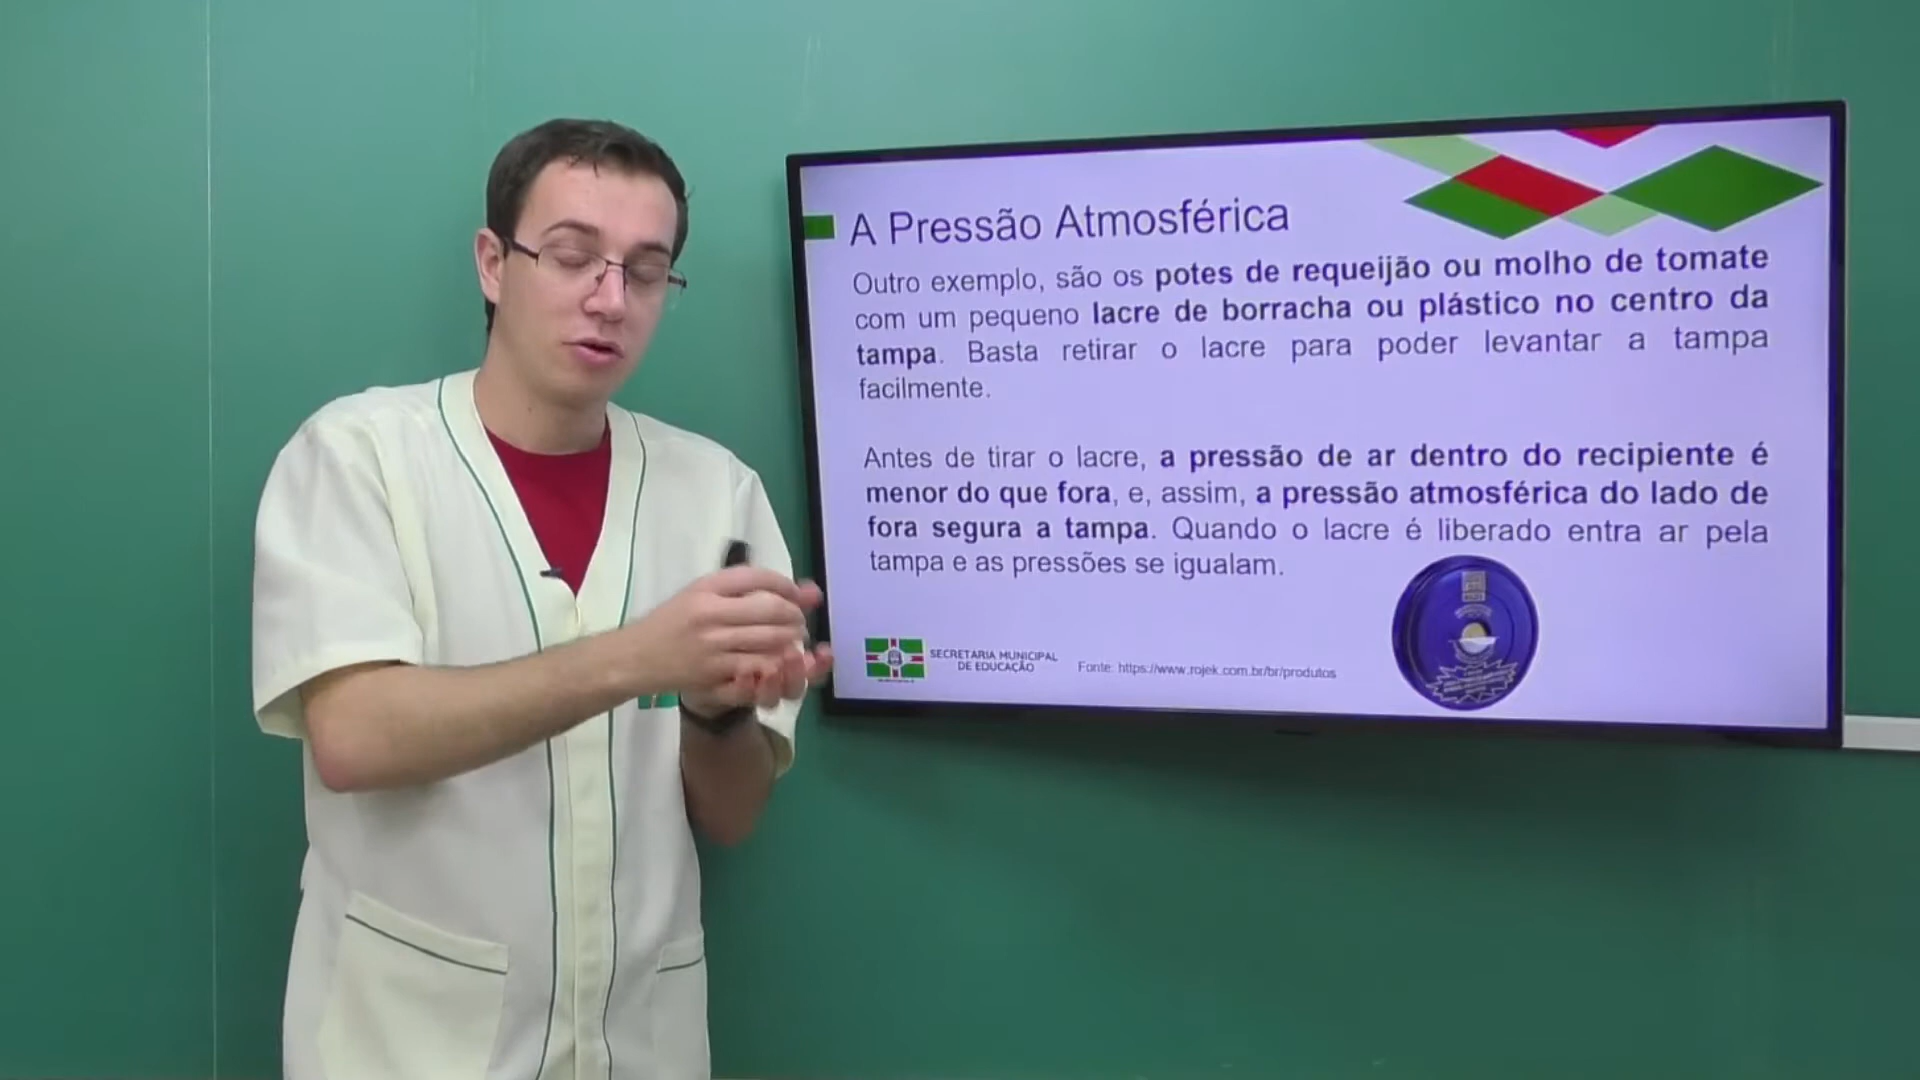 A Pressão Atmosférica
Outro exemplo, são os potes de requeijão ou molho de tomate
com um pequeno lacre de borracha ou plástico no centro da
tampa. Basta retirar o lacre para poder levantar a tampa
facilmente.
Antes de tirar o lacre, a pressão de ar dentro do recipiente é
menor do que fora, e, assim, a pressão atmosférica do lado de
fora segura a tampa. Quando o lacre é liberado entra ar pela
tampa e as pressões se igualam.
SECRETARIA MUNICIPAL
DE EDUCAÇÃO
Fonte: https://www.rojek.com.br/br/produtos